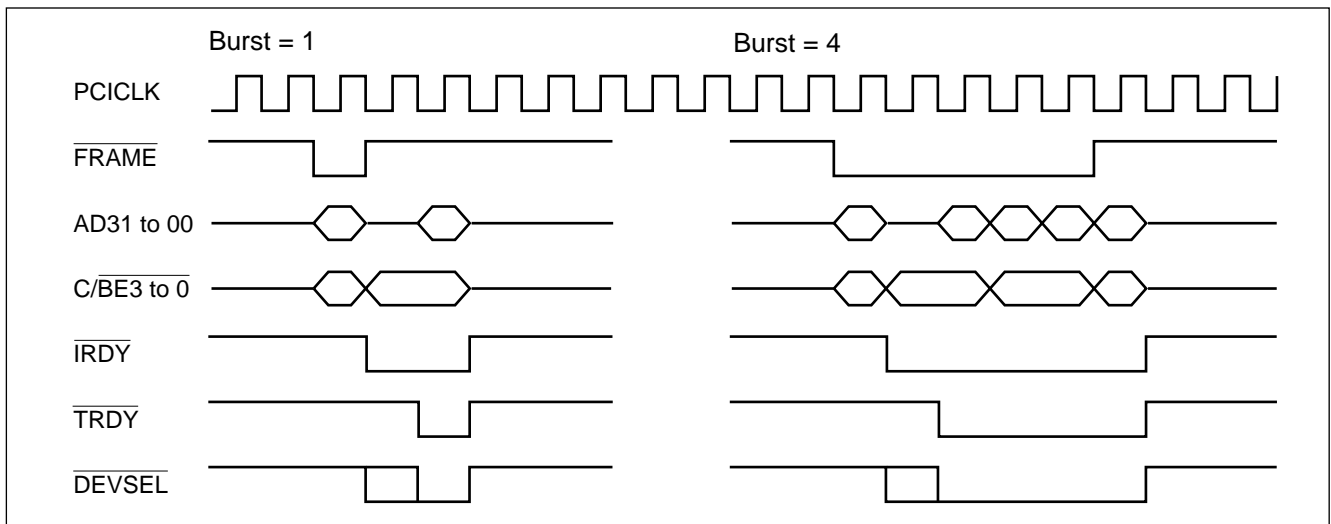 Burst = 1
Burst = 4
PCICLK
FRAME
AD31 to 00
C/BE3 to 0
IRDY
TRDY
DEVSEL